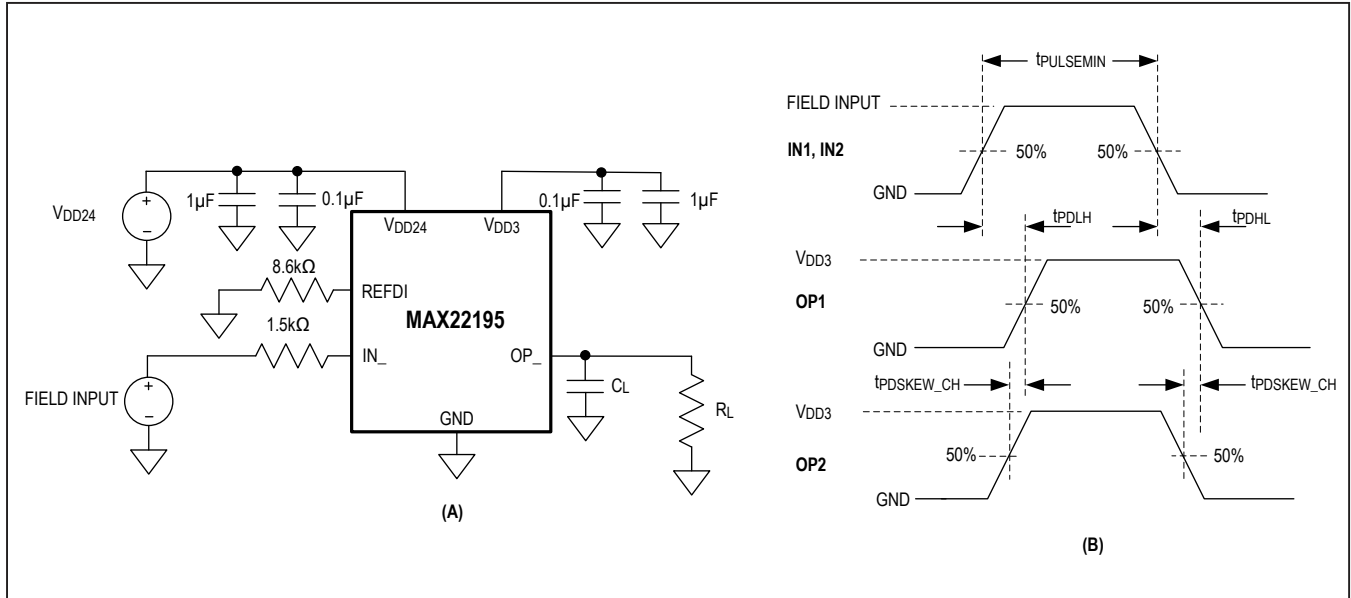 VDD24
1µF
0.1µF
0.1µF
1µF
VDD24
VDD3
8.6kΩ
REFDI
MAX22195
1.5kΩ
IN_
OP_
FIELD INPUT
CL
RL
GND
(A)
tPULSEMIN
FIELD INPUT
IN1, IN2
50%
50%
GND
tPDLH
tPDHL
VDD3
OP1
50%
50%
GND
tPDSKEW_CH
tPDSKEW_CH
VDD3
OP2
50%
50%
GND
(B)